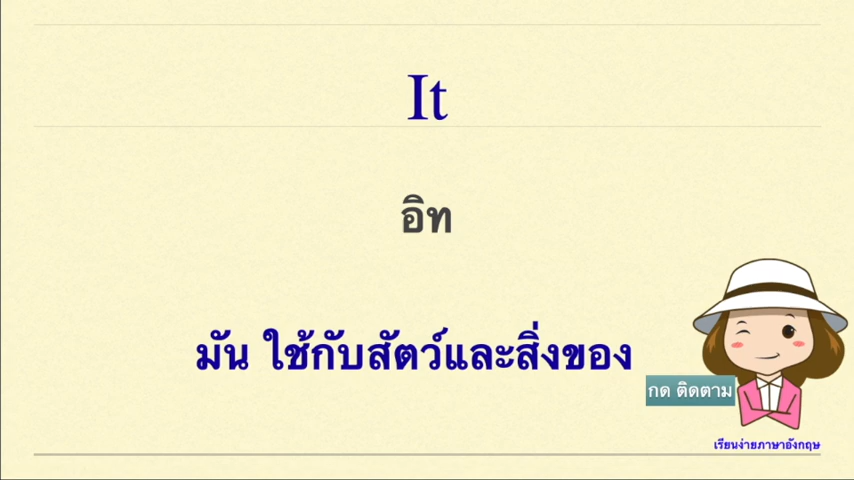 It
อิท
มัน ใช้กับสัตว์และสิ่งของ
กด ติดตาม
เรียนง่ายภาษาอังกฤษ